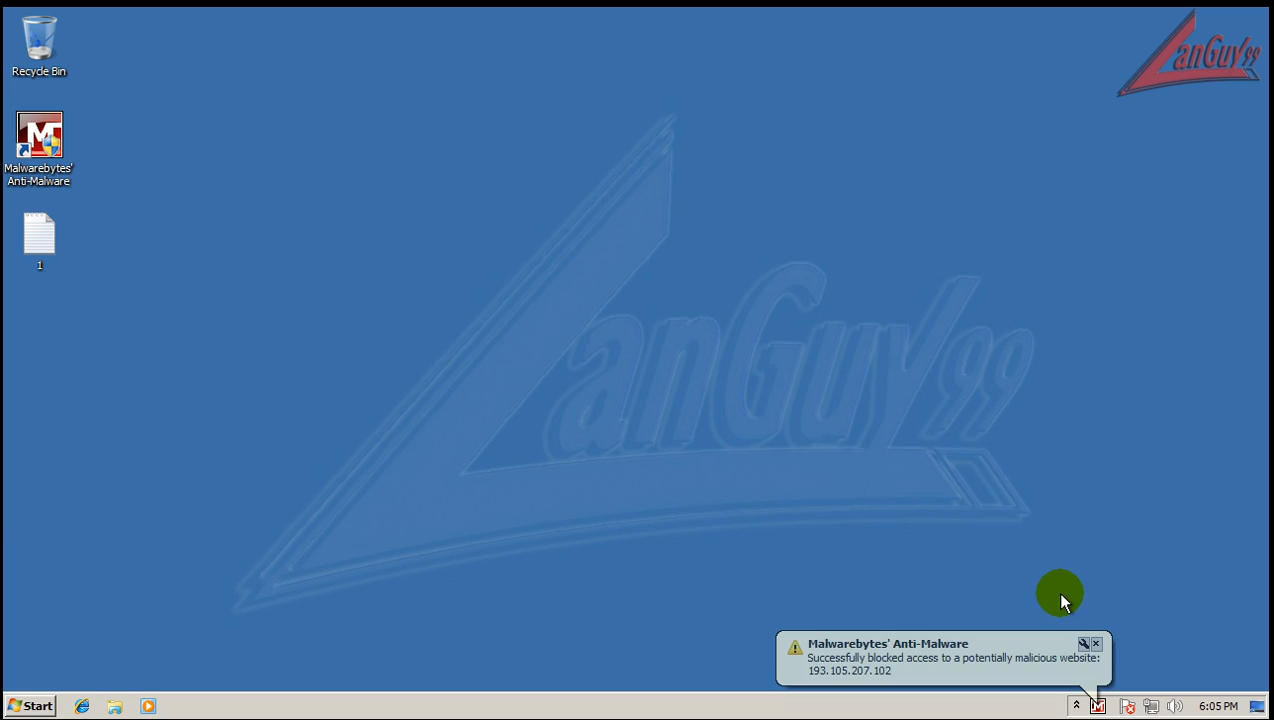 Recycle Bin
Malwarebytes'
Anti-Malware
1
LanGuy99
LanGuy99
Malwarebytes' Anti-Malware
Successfully blocked access to a potentially malicious website:
193.105.207.102
Start
6:05 PM